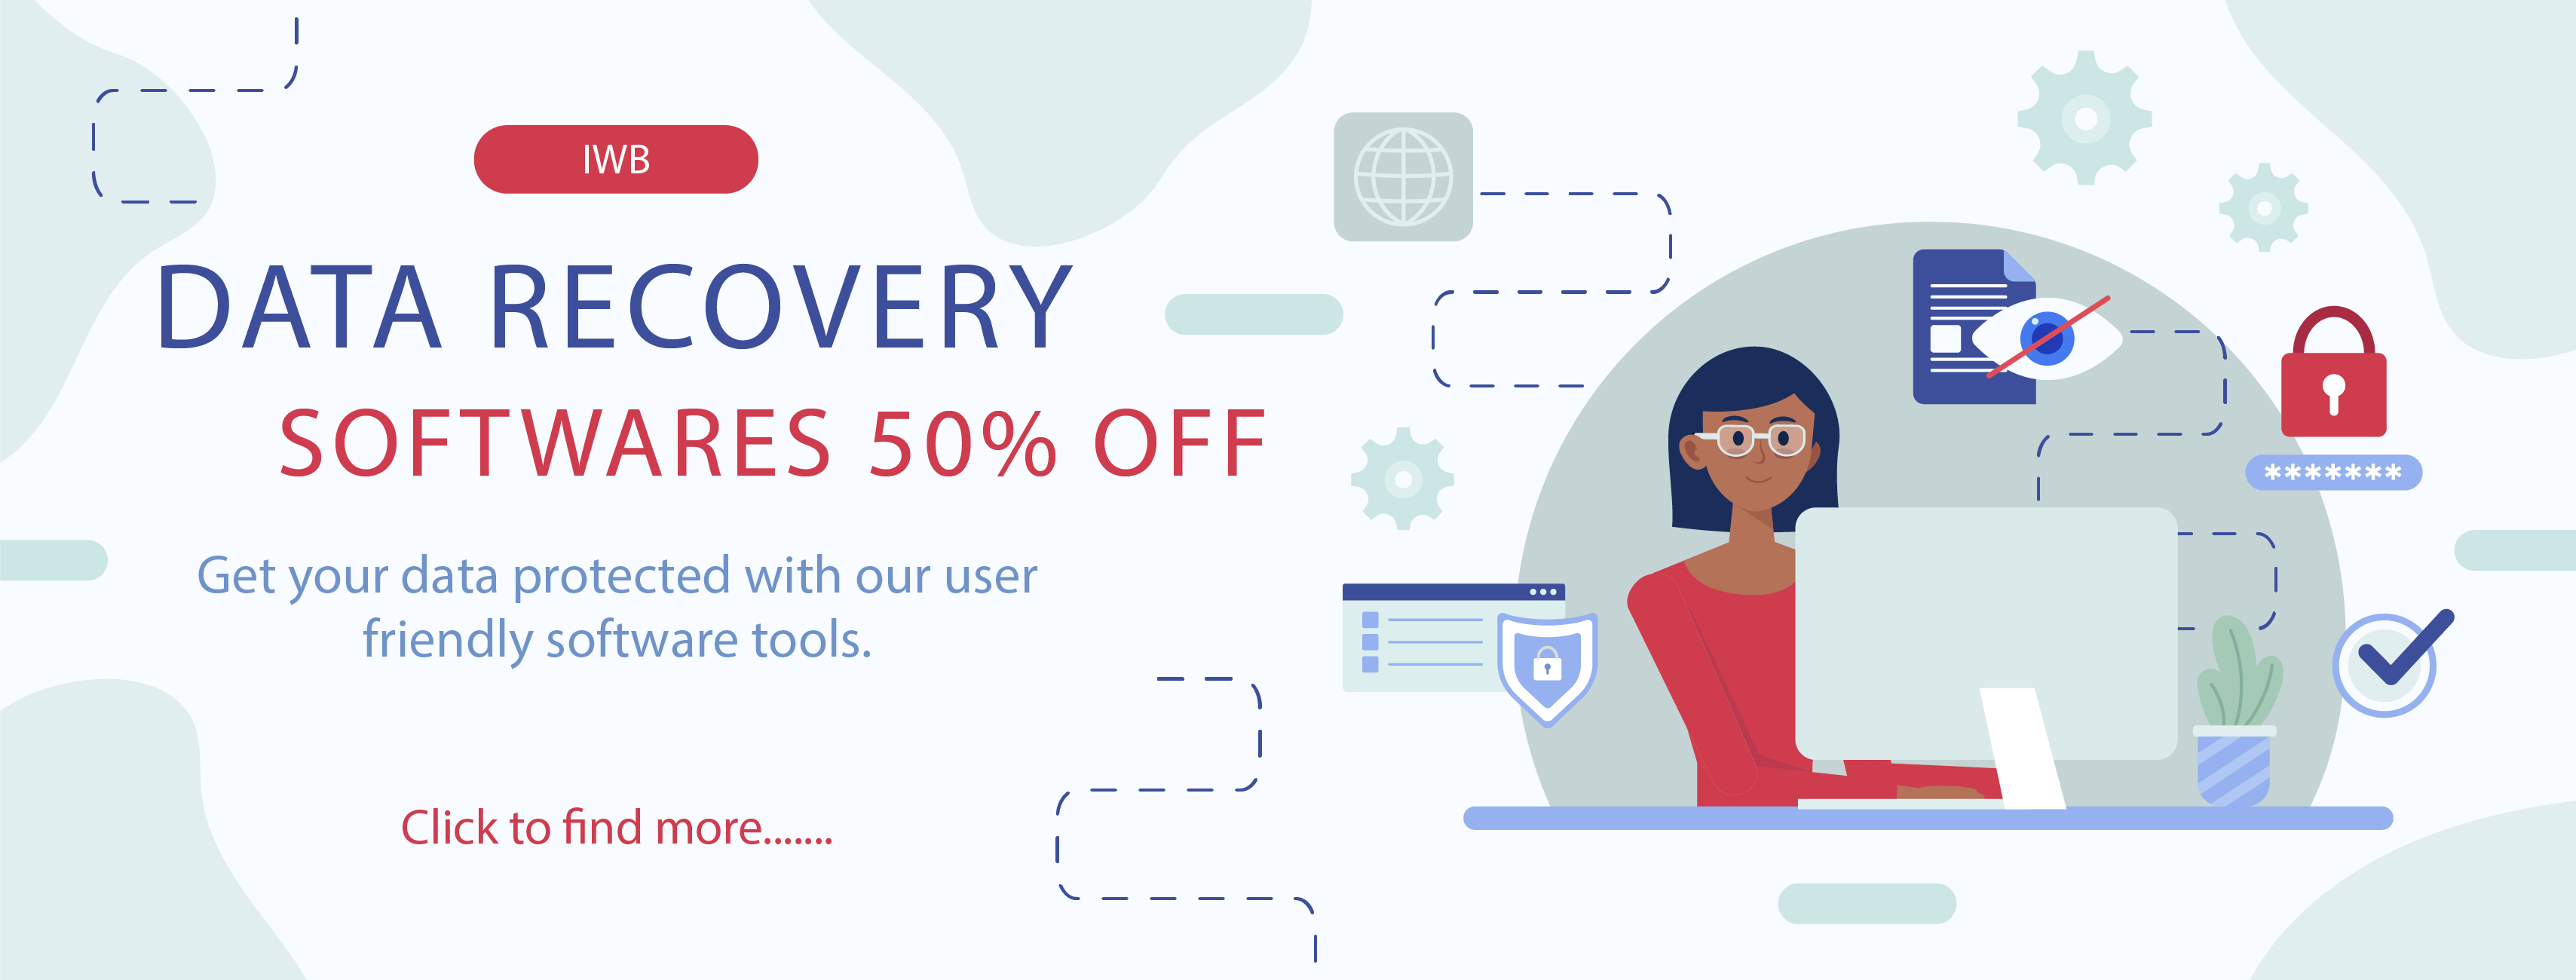 IWB
DATA RECOVERY
SOFTWARES 50% OFF
Get your data protected with our user
friendly software tools.
Click to find more.......
*******